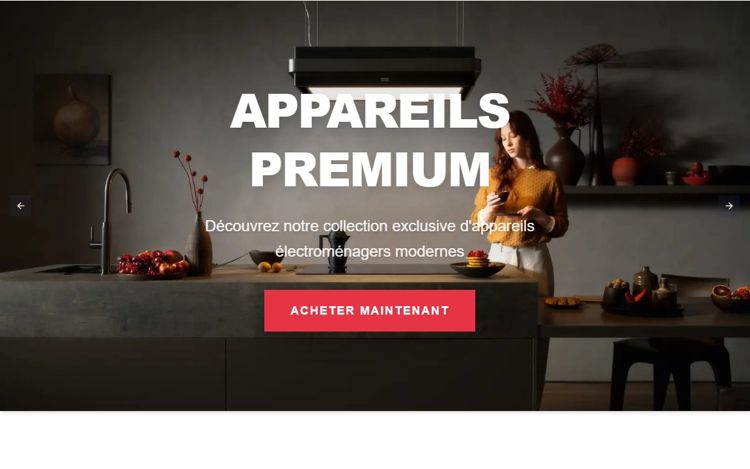 APPAREILS
PREMIUM
Découvrez notre collection exclusive d'appareils
électroménagers modernes
ACHETER MAINTENANT